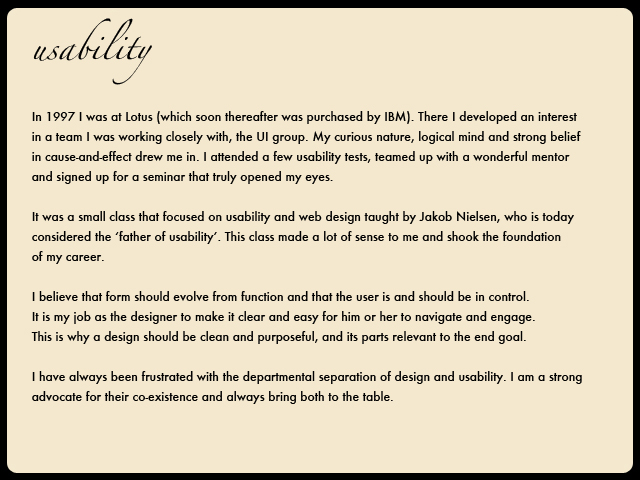 usability
In 1997 I was at Lotus (which soon thereafter was purchased by IBM). There I developed an interest
in a team I was working closely with, the UI group. My curious nature, logical mind and strong belief
in cause-and-effect drew me in. I attended a few usability tests, teamed up with a wonderful mentor
and signed up for a seminar that truly opened my eyes.
It was a small class that focused on usability and web design taught by Jakob Nielsen, who is today
considered the ‘father of usability’. This class made a lot of sense to me and shook the foundation
of my career.
I believe that form should evolve from function and that the user is and should be in control.
It is my job as the designer to make it clear and easy for him or her to navigate and engage.
This is why a design should be clean and purposeful, and its parts relevant to the end goal.
I have always been frustrated with the departmental separation of design and usability. I am a strong
advocate for their co-existence and always bring both to the table.